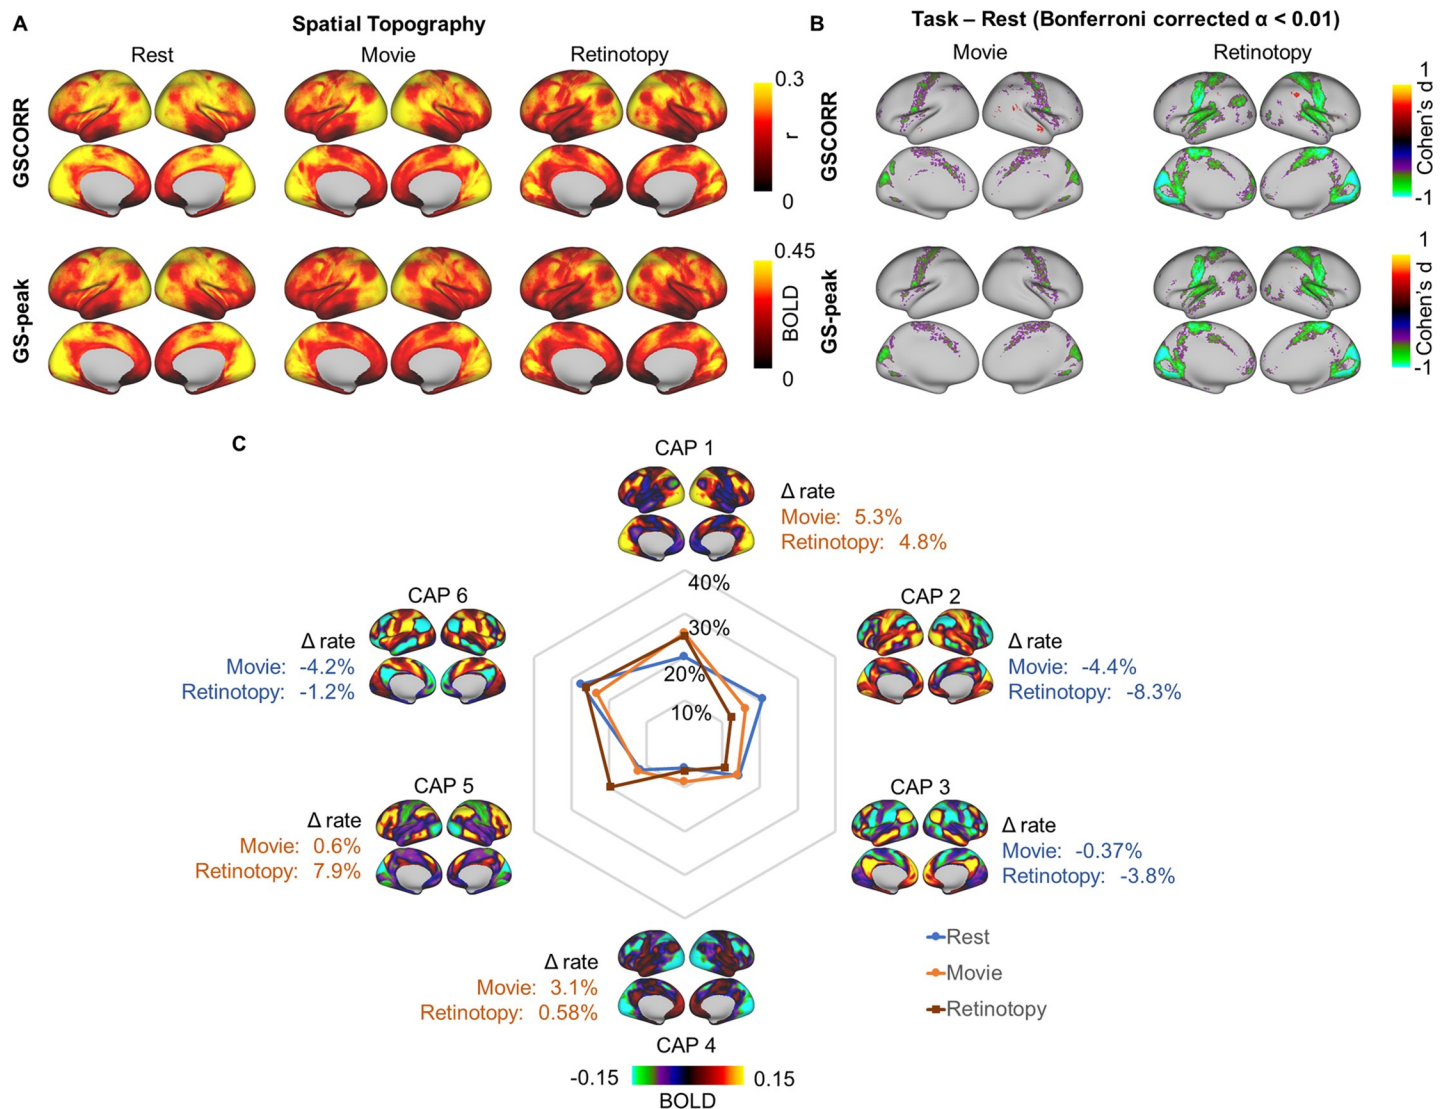 A
Spatial Topography
Rest
Movie
Retinotopy
GSCORR
0.3
r
0
GS-peak
0.45
BOLD
0
B
Task – Rest (Bonferroni corrected α < 0.01)
Movie
Retinotopy
GSCORR
1
Cohen's d
-1
GS-peak
1
Cohen's d
-1
C
CAP 1
Δ rate
Movie: 5.3%
Retinotopy: 4.8%
40%
30%
20%
10%
CAP 6
Δ rate
Movie: -4.2%
Retinotopy: -1.2%
CAP 2
Δ rate
Movie: -4.4%
Retinotopy: -8.3%
CAP 5
Δ rate
Movie: 0.6%
Retinotopy: 7.9%
CAP 3
Δ rate
Movie: -0.37%
Retinotopy: -3.8%
Rest
Movie
Retinotopy
Δ rate
Movie: 3.1%
Retinotopy: 0.58%
CAP 4
-0.15
0.15
BOLD